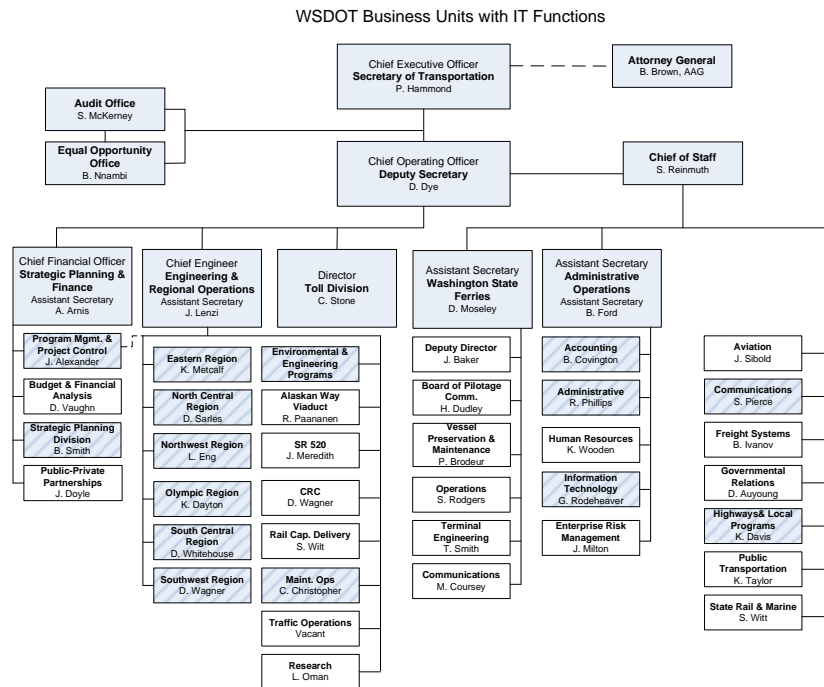 WSDOT Business Units with IT Functions
Chief Executive Officer
Secretary of Transportation
P. Hammond
Attorney General
B. Brown, AAG
Audit Office
S. McKerney
Equal Opportunity
Office
B. Nnambi
Chief Operating Officer
Deputy Secretary
D. Dye
Chief of Staff
S. Reinmuth
Chief Financial Officer
Strategic Planning &
Finance
Assistant Secretary
A. Arnis
Chief Engineer
Engineering &
Regional Operations
Assistant Secretary
J. Lenzi
Director
Toll Division
C. Stone
Assistant Secretary
Washington State
Ferries
D. Moseley
Assistant Secretary
Administrative
Operations
Assistant Secretary
B. Ford
Program Mgmt. &
Project Control
J. Alexander
Budget & Financial
Analysis
D. Vaughn
Strategic Planning
Division
B. Smith
Public-Private
Partnerships
J. Doyle
Eastern Region
K. Metcalf
North Central
Region
D. Sarles
Northwest Region
L. Eng
Olympic Region
K. Dayton
South Central
Region
D. Whitehouse
Southwest Region
D. Wagner
Environmental &
Engineering
Programs
Alaskan Way
Viaduct
R. Paananen
SR 520
J. Meredith
CRC
D. Wagner
Rail Cap. Delivery
S. Wilt
Maint. Ops
C. Christopher
Traffic Operations
Vacant
Research
L. Oman
Deputy Director
J. Baker
Board of Pilotage
Comm.
H. Dudley
Vessel
Preservation &
Maintenance
P. Brodeur
Operations
S. Rodgers
Terminal
Engineering
T. Smith
Communications
M. Coursey
Accounting
B. Covington
Administrative
R. Phillips
Human Resources
K. Wooden
Information
Technology
G. Rodeheaver
Enterprise Risk
Management
J. Milton
Aviation
J. Sibold
Communications
S. Pierce
Freight Systems
B. Ivanov
Governmental
Relations
D. Auyoung
Highways& Local
Programs
K. Davis
Public
Transportation
K. Taylor
State Rail & Marine
S. Witt